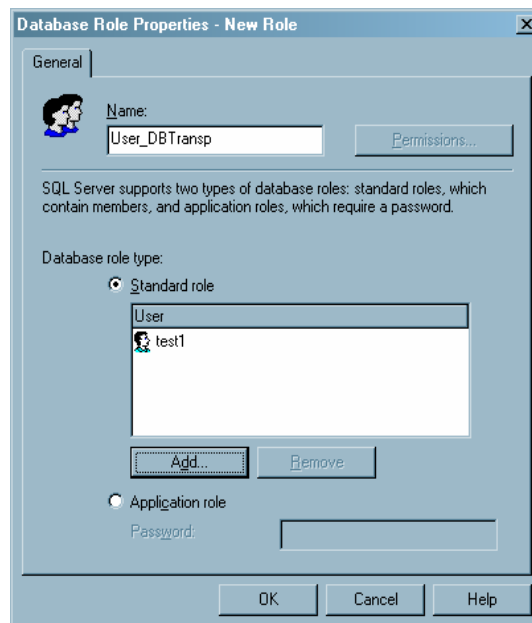 Database Role Properties - New Role
General
Name:
User_DBTransp
Permissions...
SQL Server supports two types of database roles: standard roles, which
contain members, and application roles, which require a password.
Database role type:
Standard role
User
test1
Add...
Remove
Application role
Password:
OK
Cancel
Help